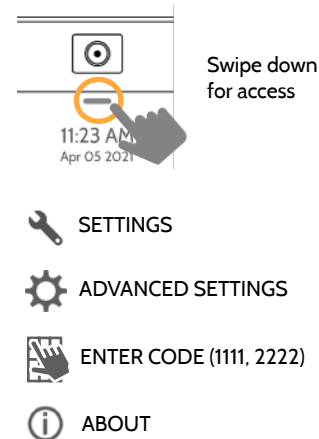 Swipe down
for access
11:23 AM
Apr 05 2021
SETTINGS
ADVANCED SETTINGS
ENTER CODE (1111, 2222)
ABOUT